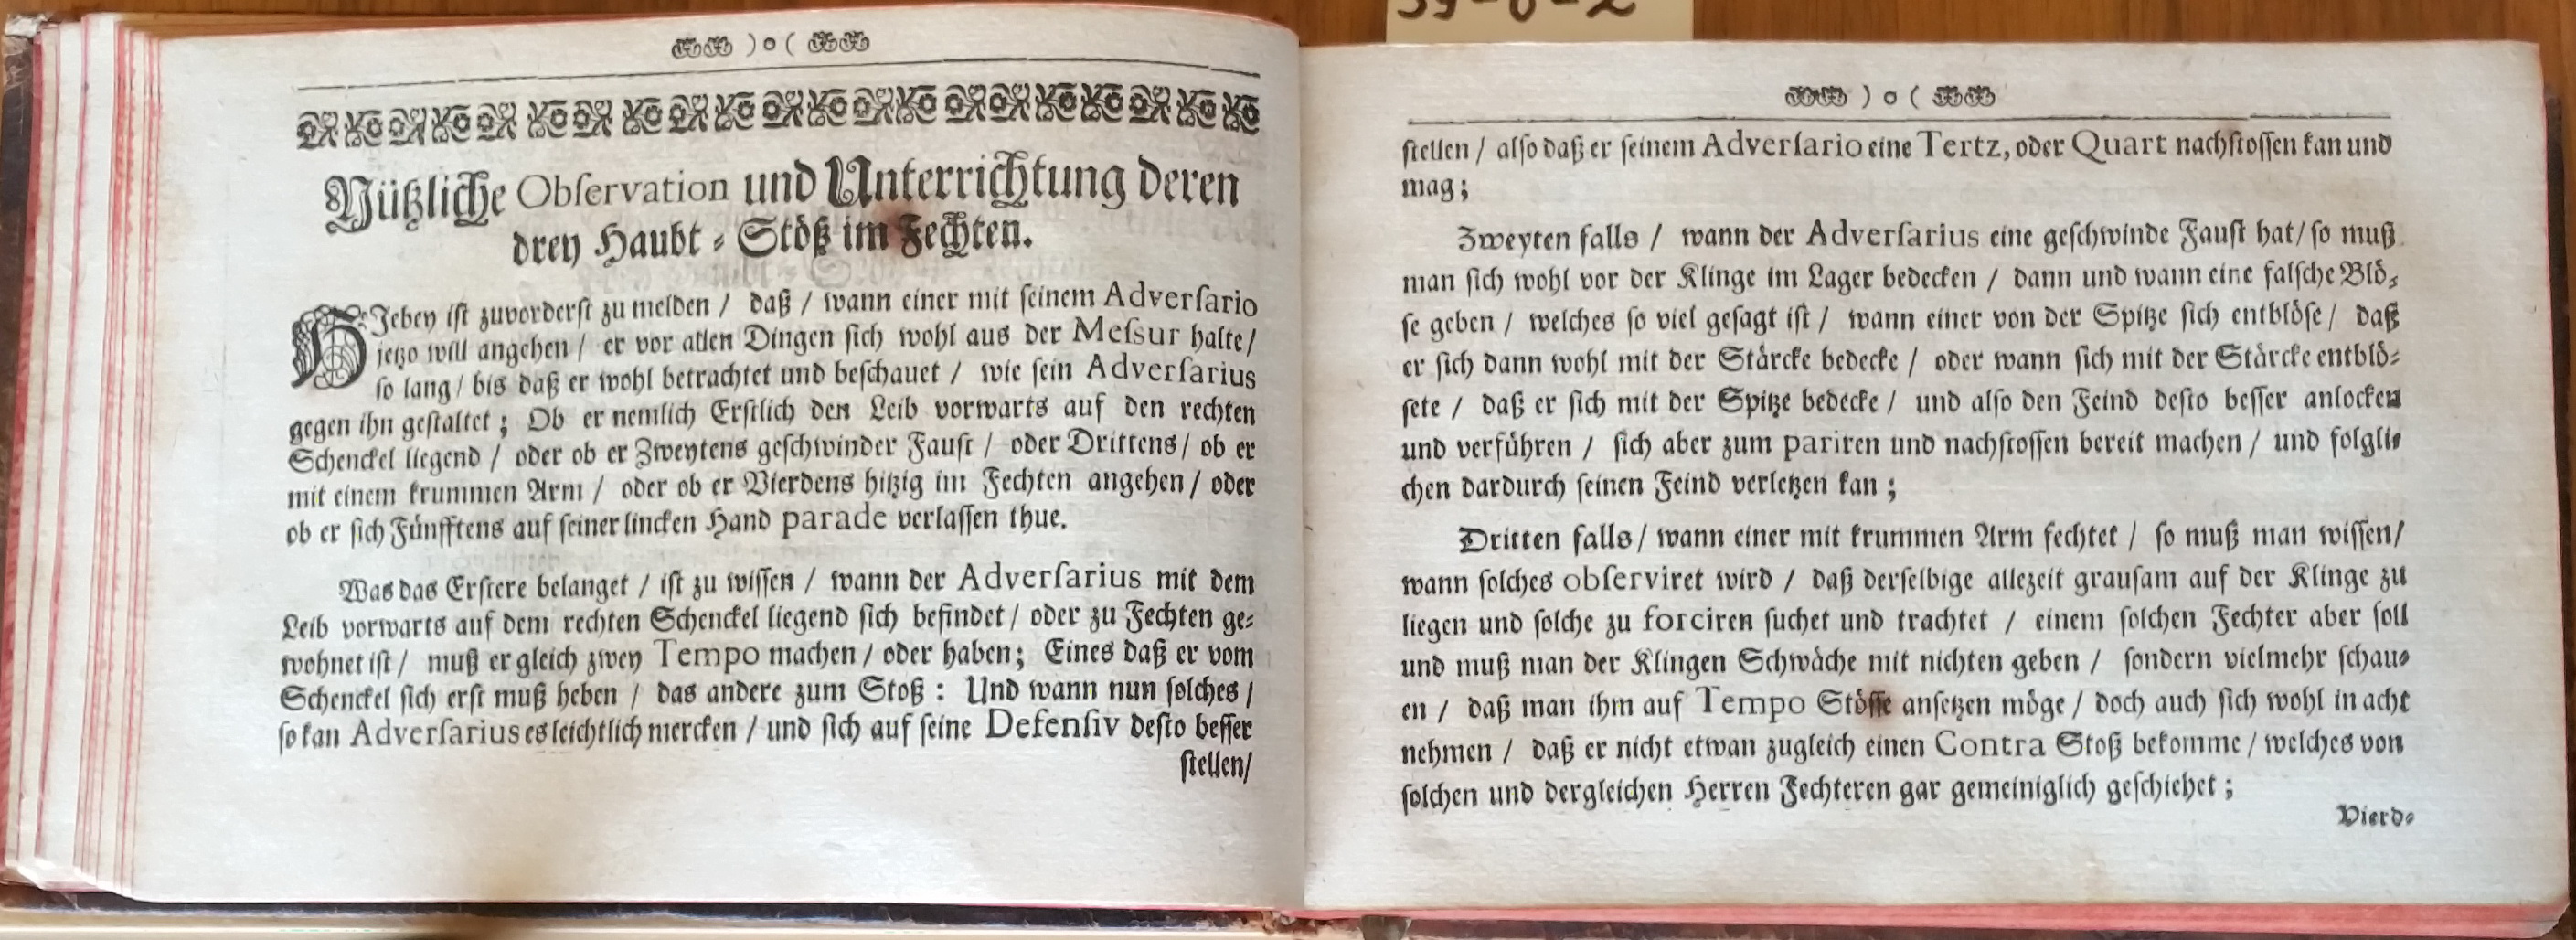 ) o (
Nützliche Observation und Unterrichtung deren
drey Haubt-Stöß im Fechten.
HJebey ist zuvorderst zu melden / daß / wann einer mit seinem Adversario
jetzo will angehen / er vor allen Dingen sich wohl aus der Messur halte/
so lang / bis daß er wohl betrachtet und beschauet / wie sein Adversarius
gegen ihn gestaltet ; Ob er nemlich Erstlich den Leib vorwarts auf den rechten
Schenckel liegend / oder ob er Zweytens geschwinder Faust / oder Drittens / ob er
mit einem krummen Arm / oder ob er Vierdens hitzig im Fechten angehen / oder
ob er sich Fünfftens auf seiner lincken Hand parade verlassen thue.
Was das Erstere belanget / ist zu wissen / wann der Adversarius mit dem
Leib vorwarts auf dem rechten Schenckel liegend sich befindet / oder zu Fechten ge-
wohnet ist / muß er gleich zwey Tempo machen / oder haben; Eines daß er vom
Schenckel sich erst muß heben / das andere zum Stoß : Und wann nun solches /
so kan Adversarius es leichtlich mercken / und sich auf seine Defensiv desto besser
stellen/
) o (
stellen / also daß er seinem Adversario eine Tertz, oder Quart nachstossen kan und
mag;
Zweyten falls / wann der Adversarius eine geschwinde Faust hat / so muß
man sich wohl vor der Klinge im Lager bedecken / dann und wann eine falsche Blö-
se geben / welches so viel gesagt ist / wann einer von der Spitze sich entblöse / daß
er sich dann wohl mit der Stärcke bedecke / oder wann sich mit der Stärcke entblö-
sete / daß er sich mit der Spitze bedecke / und also den Feind desto besser anlocken
und verführen / sich aber zum pariren und nachstossen bereit machen / und folgli-
chen dardurch seinen Feind verletzen kan ;
Dritten falls / wann einer mit krummen Arm fechtet / so muß man wissen/
wann solches observiret wird / daß derselbige allezeit grausam auf der Klinge zu
liegen und solche zu forciren suchet und trachtet / einem solchen Fechter aber soll
und muß man der Klingen Schwäche mit nichten geben / sondern vielmehr schau-
en / daß man ihm auf Tempo Stösse ansetzen möge / doch auch sich wohl in acht
nehmen / daß er nicht etwan zugleich einen Contra Stoß bekomme / welches von
solchen und dergleichen Herren Fechteren gar gemeiniglich geschiehet ;
Vierd-